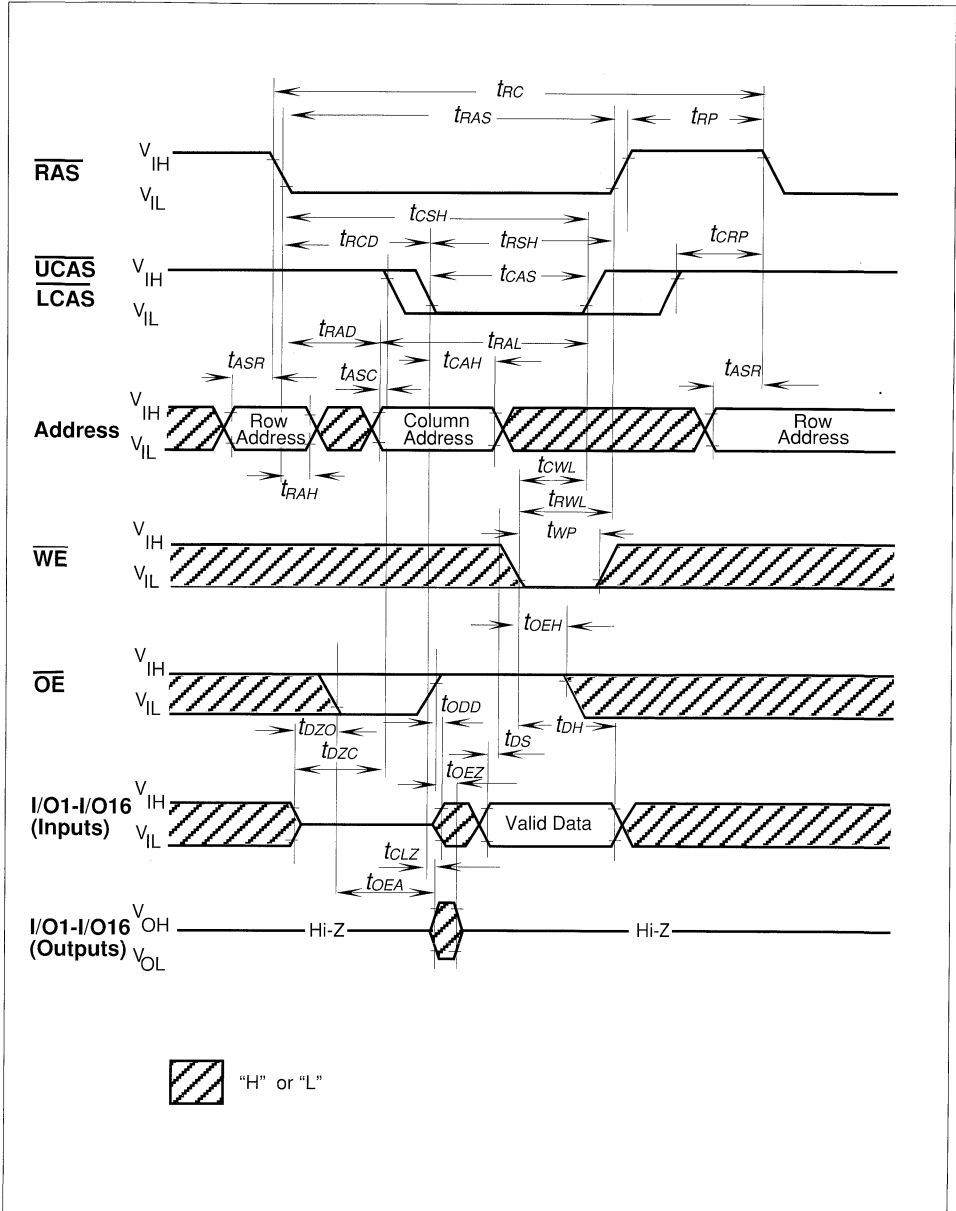 tRC
tRAS
tRP
RAS
VIH
VIL
tCSH
tRCD
tRSH
tCRP
UCAS
LCAS
VIH
VIL
tCAS
tRAD
tRAL
tASR
tASC
tCAH
tASR
Address
VIH
VIL
Row Address
Column Address
Row Address
tRAH
tCWL
tRWL
tWP
WE
VIH
VIL
tOEH
OE
VIH
VIL
tODD
tDZO
tDS
tDH
tDZC
tOEZ
I/O1-I/O16
(Inputs)
VIH
VIL
Valid Data
tCLZ
tOEA
I/O1-I/O16
(Outputs)
VOH
VOL
Hi-Z
Hi-Z
“H” or “L”